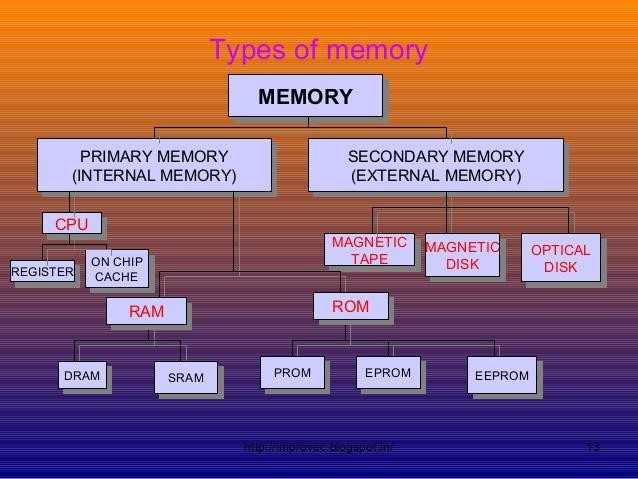 Types of memory
MEMORY
PRIMARY MEMORY
(INTERNAL MEMORY)
SECONDARY MEMORY
(EXTERNAL MEMORY)
CPU
REGISTER
ON CHIP
CACHE
MAGNETIC
TAPE
MAGNETIC
DISK
OPTICAL
DISK
RAM
ROM
DRAM
SRAM
PROM
EPROM
EEPROM
http://improvec.blogspot.in/
13